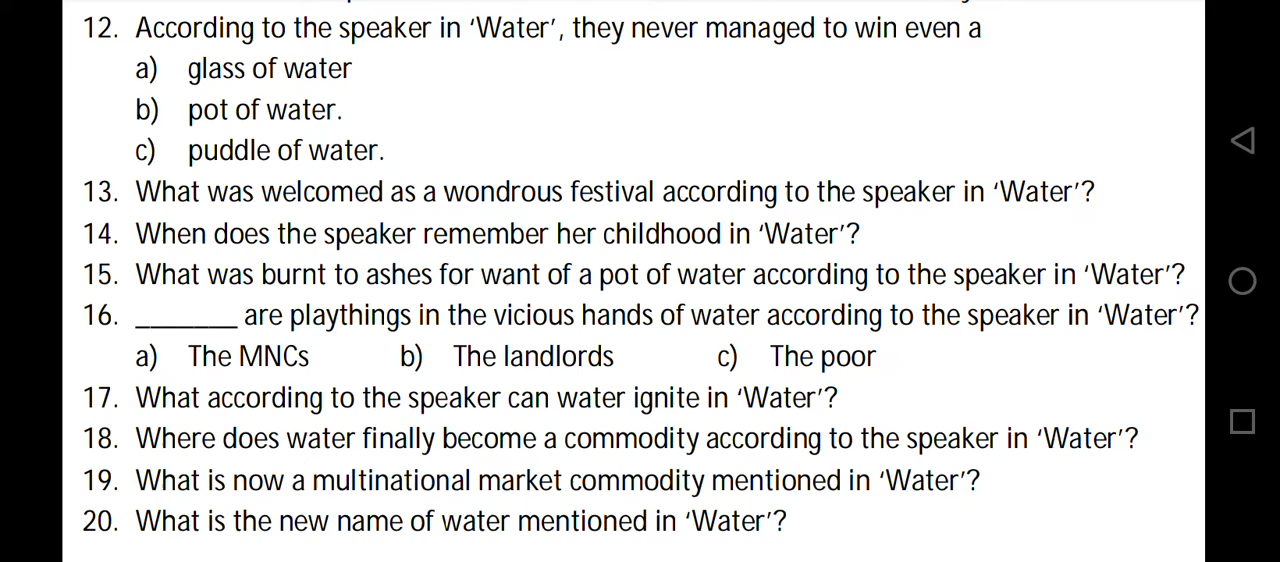 12. According to the speaker in ‘Water’, they never managed to win even a
a) glass of water
b) pot of water.
c) puddle of water.
13. What was welcomed as a wondrous festival according to the speaker in ‘Water’?
14. When does the speaker remember her childhood in ‘Water’?
15. What was burnt to ashes for want of a pot of water according to the speaker in ‘Water’?
16. _______ are playthings in the vicious hands of water according to the speaker in ‘Water’?
a) The MNCs b) The landlords c) The poor
17. What according to the speaker can water ignite in ‘Water’?
18. Where does water finally become a commodity according to the speaker in ‘Water’?
19. What is now a multinational market commodity mentioned in ‘Water’?
20. What is the new name of water mentioned in ‘Water’?